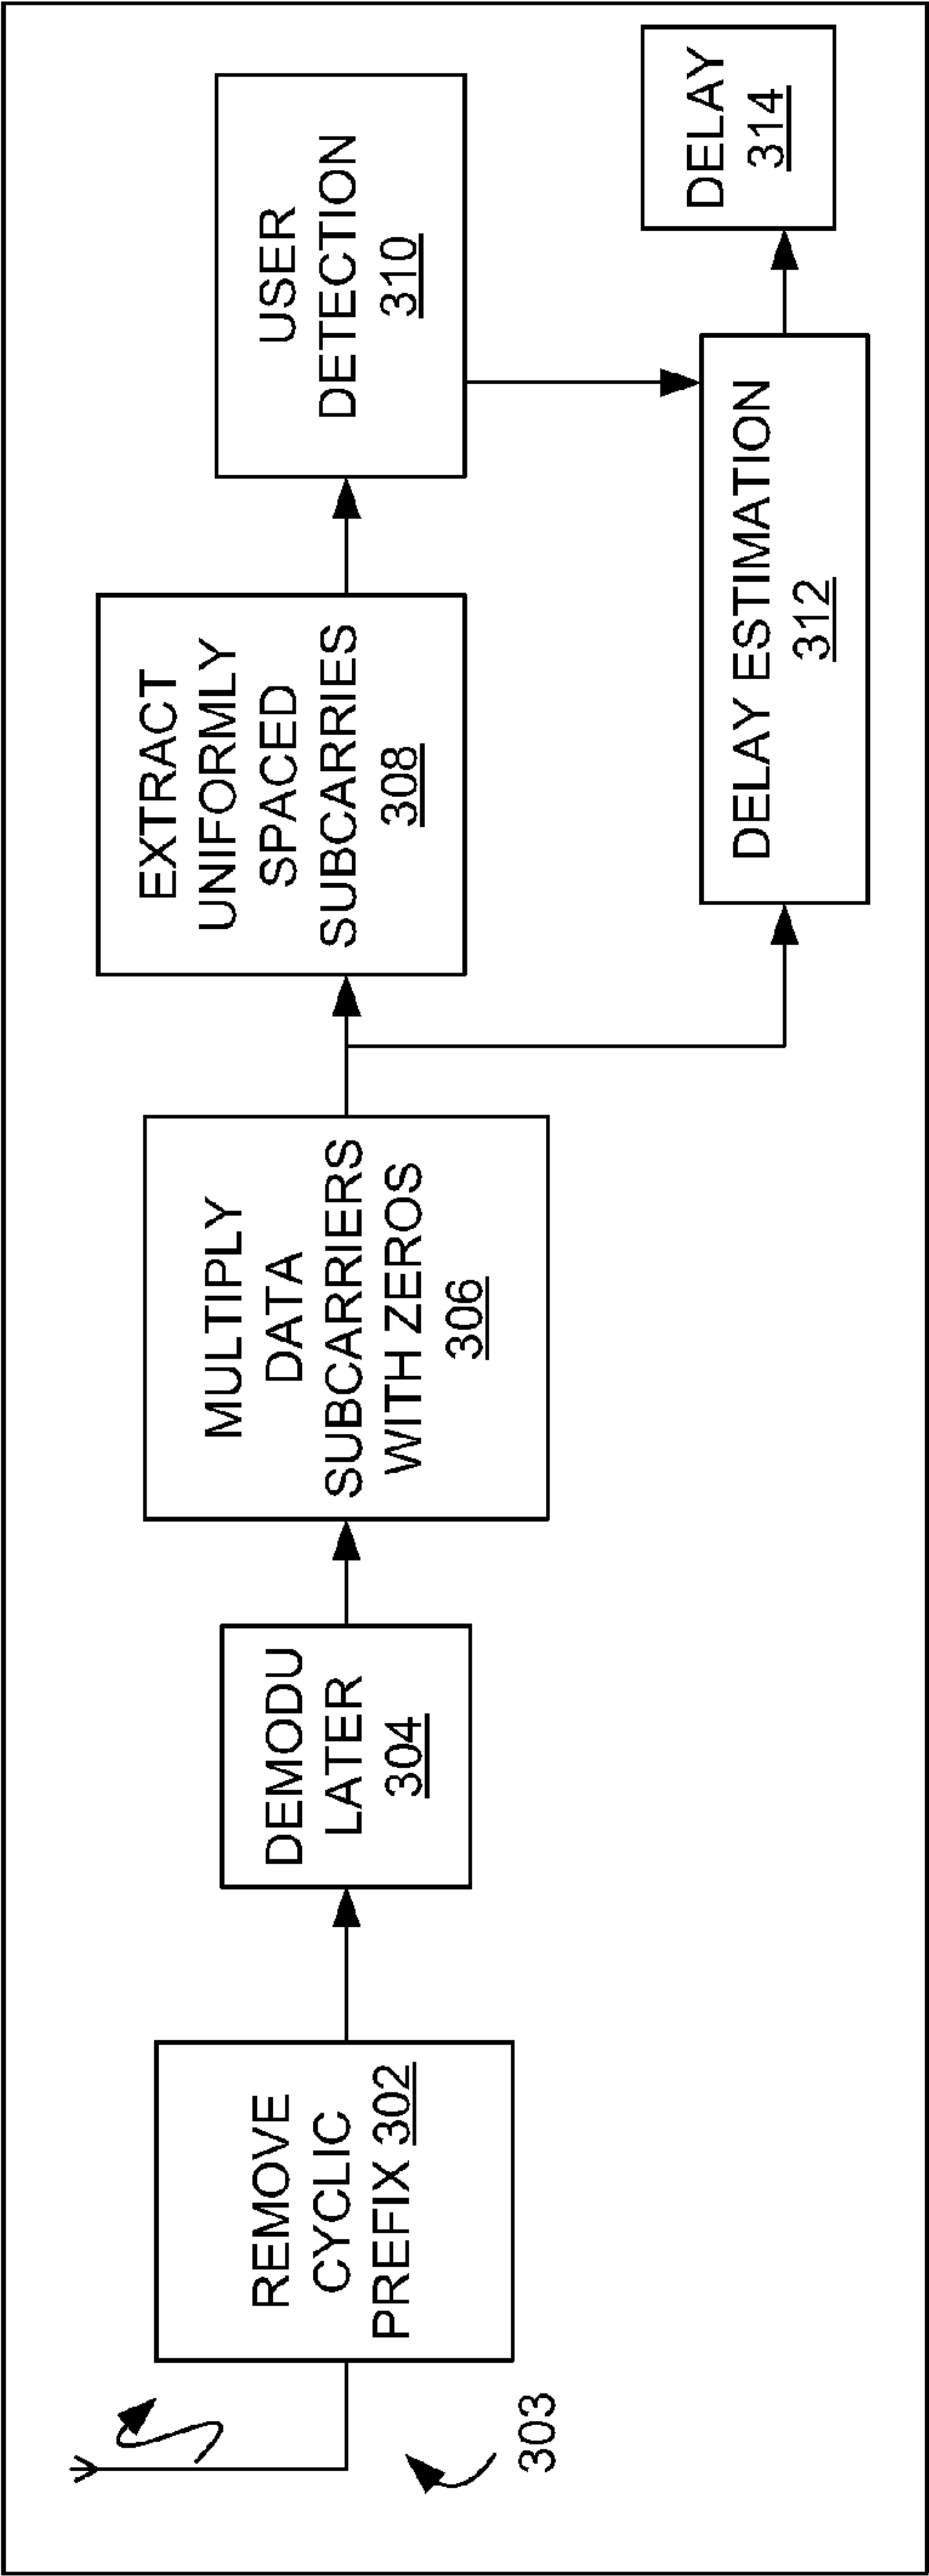 303
REMOVE
CYCLIC
PREFIX 302
DEMODU
LATER
304
MULTIPLY
DATA
SUBCARRIERS
WITH ZEROS
306
EXTRACT
UNIFORMLY
SPACED
SUBCARRIES
308
USER
DETECTION
310
DELAY ESTIMATION
312
DELAY
314